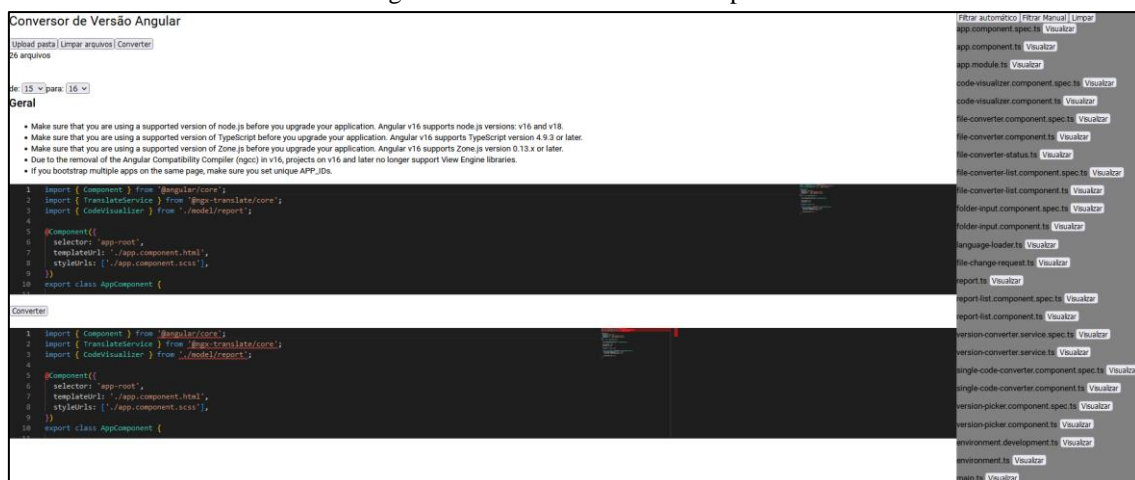 Conversor de Versão Angular
Upload pasta Limpar arquivos Converter
26 arquivos
de: 15 para: 16
Geral
Make sure that you are using a supported version of node.js before you upgrade your application. Angular v16 supports node.js versions: v16 and v18.
Make sure that you are using a supported version of TypeScript before you upgrade your application. Angular v16 supports TypeScript version 4.9.3 or later.
Make sure that you are using a supported version of Zone.js before you upgrade your application. Angular v16 supports Zone.js version 0.13.x or later.
Due to the removal of the Angular Compatibility Compiler (ngcc) in v16, projects on v16 and later no longer support View Engine libraries.
If you bootstrap multiple apps on the same page, make sure you set unique APP_IDs.
1 import { Component } from '@angular/core';
2 import { TranslateService } from '@ngx-translate/core';
3 import { CodeVisualizer } from './model/report';
4
5 @Component({
6 selector: 'app-root',
7 templateUrl: './app.component.html',
8 styleUrls: ['./app.component.scss'],
9 })
10 export class AppComponent {
Converter
1 import { Component } from '@angular/core';
2 import { TranslateService } from '@ngx-translate/core';
3 import { CodeVisualizer } from './model/report';
4
5 @Component({
6 selector: 'app-root',
7 templateUrl: './app.component.html',
8 styleUrls: ['./app.component.scss'],
9 })
10 export class AppComponent {
Filtrar automático Filtrar Manual Limpar
app.component.spec.ts Visualizar
app.component.ts Visualizar
app.module.ts Visualizar
code-visualizer.component.spec.ts Visualizar
code-visualizer.component.ts Visualizar
file-converter.component.spec.ts Visualizar
file-converter.component.ts Visualizar
file-converter-status.ts Visualizar
file-converter-list.component.spec.ts Visualizar
file-converter-list.component.ts Visualizar
folder-input.component.spec.ts Visualizar
folder-input.component.ts Visualizar
language-loader.ts Visualizar
file-change-request.ts Visualizar
report.ts Visualizar
report-list.component.spec.ts Visualizar
report-list.component.ts Visualizar
version-converter.service.spec.ts Visualizar
version-converter.service.ts Visualizar
single-code-converter.component.spec.ts Visualiza
single-code-converter.component.ts Visualizar
version-picker.component.spec.ts Visualizar
version-picker.component.ts Visualizar
environment.development.ts Visualizar
environment.ts Visualizar
main.ts Visualizar